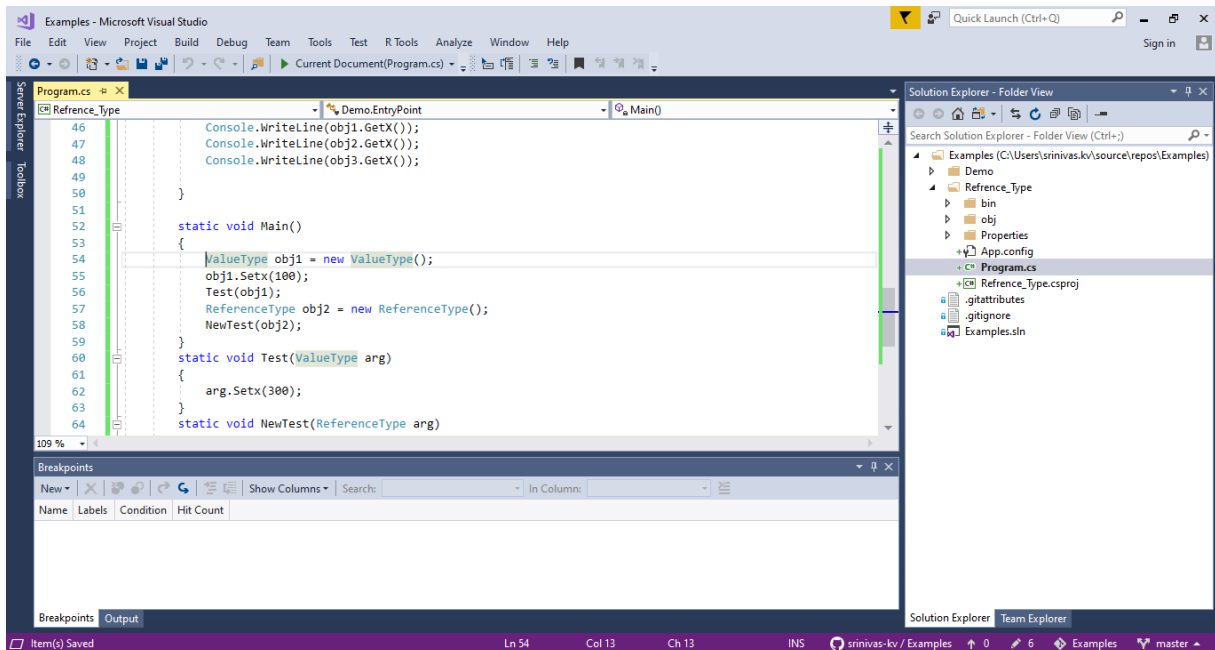 Examples - Microsoft Visual Studio
Quick Launch (Ctrl+Q)
File Edit View Project Build Debug Team Tools Test R Tools Analyze Window Help
Sign in
Current Document(Program.cs)
Server Explorer
Toolbox
Program.cs
C# Refrence_Type
Demo.EntryPoint
Main()
46 Console.WriteLine(obj1.GetX());
47 Console.WriteLine(obj2.GetX());
48 Console.WriteLine(obj3.GetX());
49
50 }
51
52 static void Main()
53 {
54 ValueType obj1 = new ValueType();
55 obj1.Setx(100);
56 Test(obj1);
57 ReferenceType obj2 = new ReferenceType();
58 NewTest(obj2);
59 }
60 static void Test(ValueType arg)
61 {
62 arg.Setx(300);
63 }
64 static void NewTest(ReferenceType arg)
109 %
Breakpoints
New Show Columns Search: In Column:
Name Labels Condition Hit Count
Breakpoints Output
Solution Explorer - Folder View
Search Solution Explorer - Folder View (Ctrl+;)
Examples (C:\Users\srinivas.kv\source\repos\Examples)
Demo
Refrence_Type
bin
obj
Properties
App.config
C# Program.cs
C# Refrence_Type.csproj
.gitattributes
.gitignore
Examples.sln
Solution Explorer Team Explorer
Item(s) Saved Ln 54 Col 13 Ch 13 INS srinivas-kv / Examples 0 6 Examples master